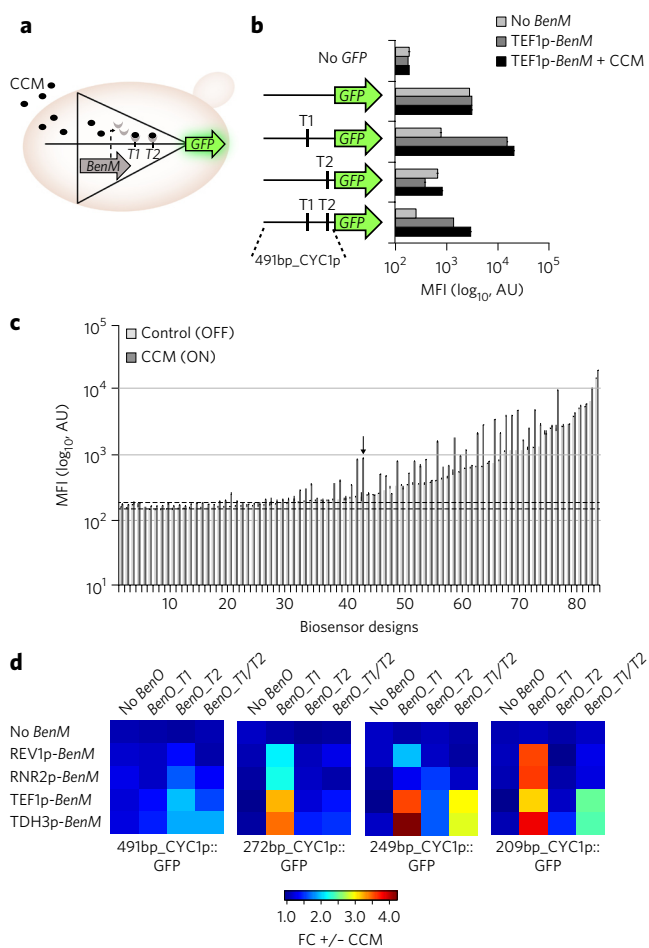 a
CCM
BenM
T1 T2
GFP
b
No BenM
TEF1p-BenM
TEF1p-BenM + CCM
No GFP
GFP
T1
GFP
T2
GFP
T1 T2
GFP
491bp_CYC1p
10² 10³ 10⁴ 10⁵
MFI (log₁₀, AU)
c
Control (OFF)
CCM (ON)
MFI (log₁₀, AU)
10⁵
10⁴
10³
10²
10¹
10 20 30 40 50 60 70 80
Biosensor designs
d
No BenO BenO_T1 BenO_T2 BenO_T1/T2 No BenO BenO_T1 BenO_T2 BenO_T1/T2 No BenO BenO_T1 BenO_T2 BenO_T1/T2 No BenO BenO_T1 BenO_T2 BenO_T1/T2
No BenM
REV1p-BenM
RNR2p-BenM
TEF1p-BenM
TDH3p-BenM
491bp_CYC1p:: 272bp_CYC1p:: 249bp_CYC1p:: 209bp_CYC1p::
GFP GFP GFP GFP
1.0 2.0 3.0 4.0
FC +/– CCM